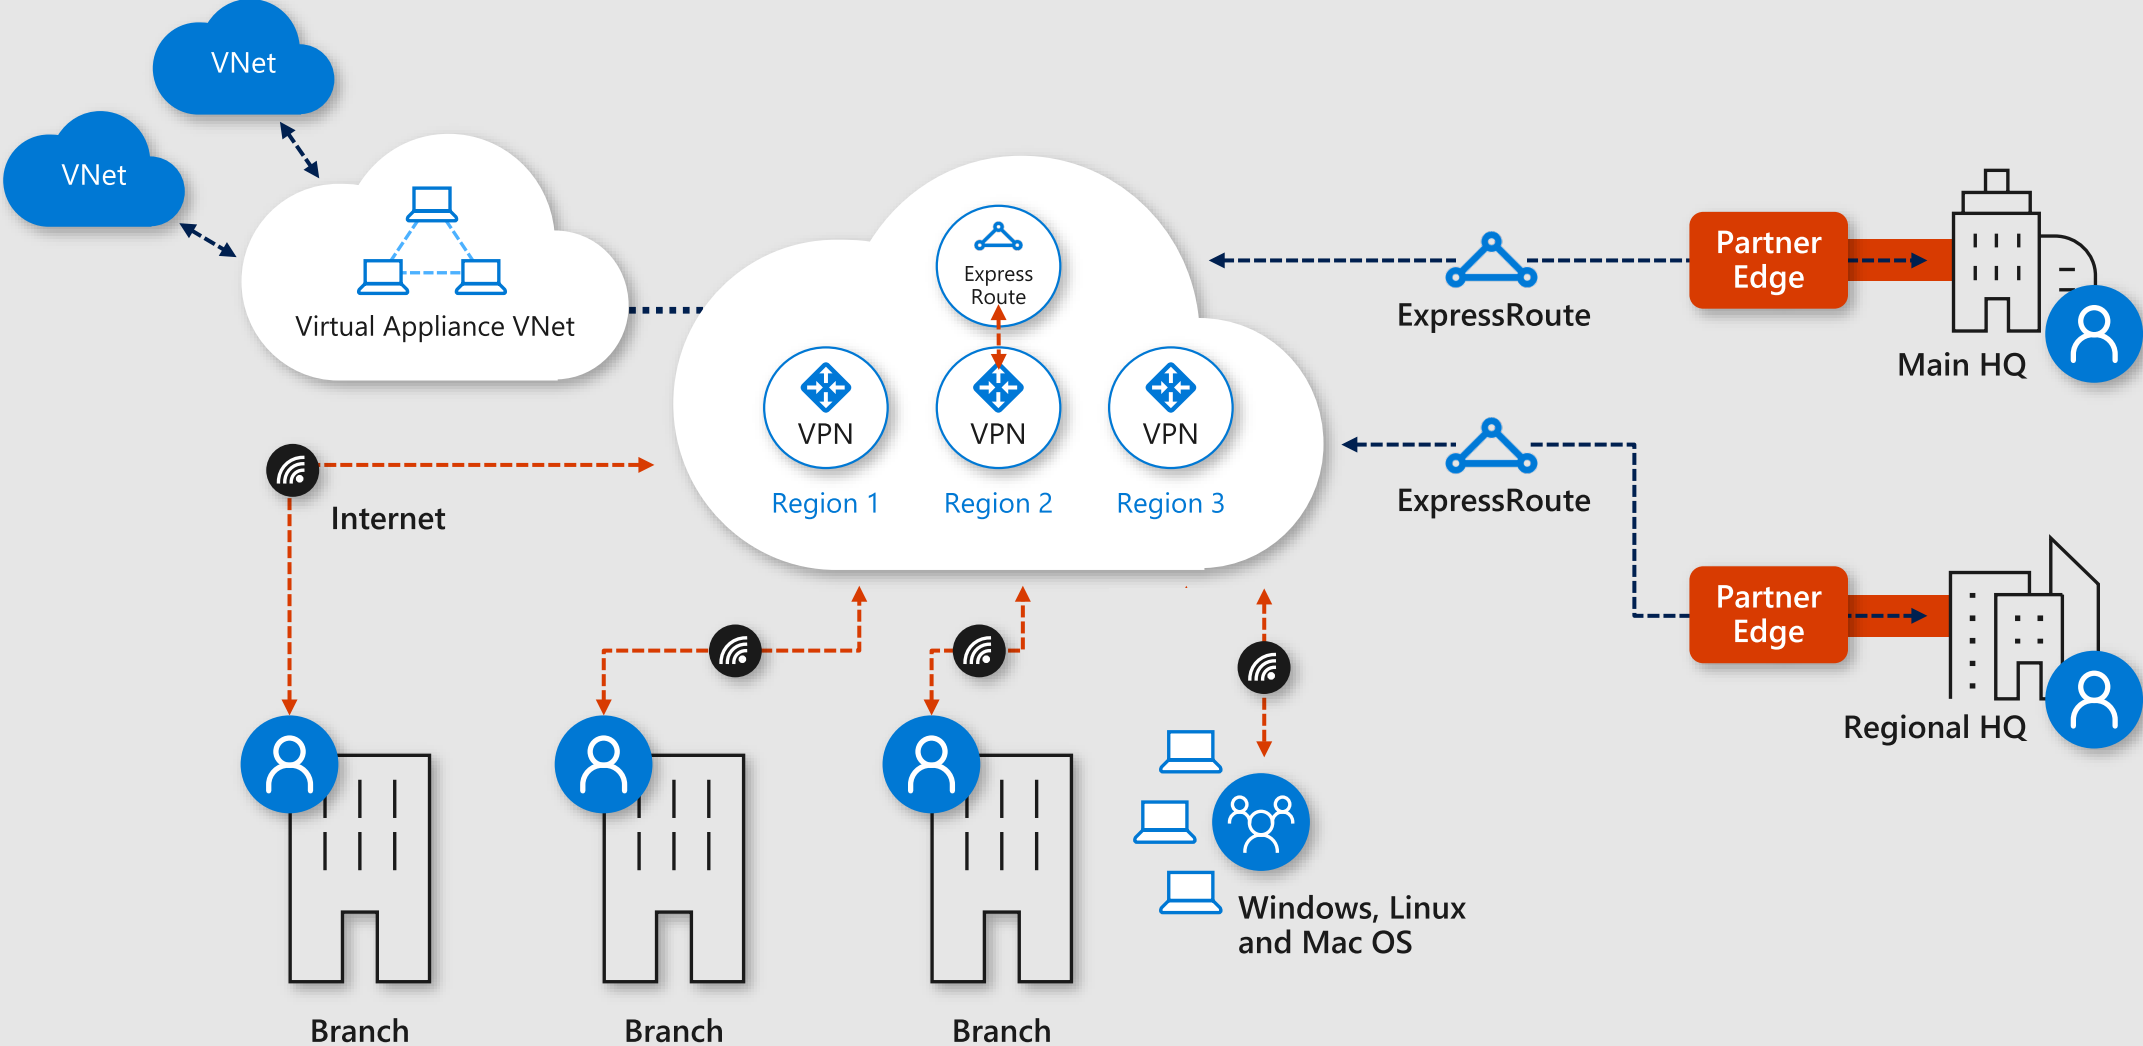 VNet
VNet
Virtual Appliance VNet
Express
Route
VPN
VPN
VPN
Region 1
Region 2
Region 3
Internet
ExpressRoute
Partner
Edge
Main HQ
ExpressRoute
Partner
Edge
Regional HQ
Windows, Linux
and Mac OS
Branch
Branch
Branch